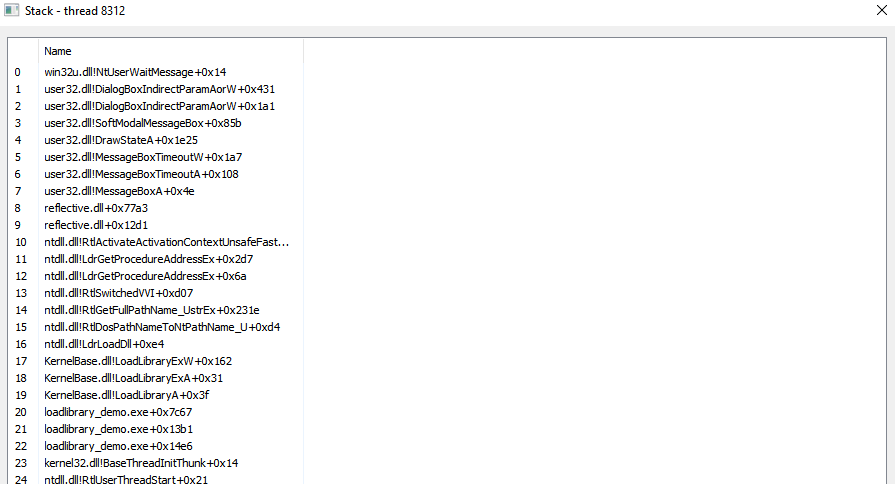 Stack - thread 8312
Name
0 win32u.dll!NtUserWaitMessage+0x14
1 user32.dll!DialogBoxIndirectParamAorW+0x431
2 user32.dll!DialogBoxIndirectParamAorW+0x1a1
3 user32.dll!SoftModalMessageBox+0x85b
4 user32.dll!DrawStateA+0x1e25
5 user32.dll!MessageBoxTimeoutW+0x1a7
6 user32.dll!MessageBoxTimeoutA+0x108
7 user32.dll!MessageBoxA+0x4e
8 reflective.dll+0x77a3
9 reflective.dll+0x12d1
10 ntdll.dll!RtlActivateActivationContextUnsafeFast...
11 ntdll.dll!LdrGetProcedureAddressEx+0x2d7
12 ntdll.dll!LdrGetProcedureAddressEx+0x6a
13 ntdll.dll!RtlSwitchedVVI+0xd07
14 ntdll.dll!RtlGetFullPathName_UstrEx+0x231e
15 ntdll.dll!RtlDosPathNameToNtPathName_U+0xd4
16 ntdll.dll!LdrLoadDll+0xe4
17 KernelBase.dll!LoadLibraryExW+0x162
18 KernelBase.dll!LoadLibraryExA+0x31
19 KernelBase.dll!LoadLibraryA+0x3f
20 loadlibrary_demo.exe+0x7c67
21 loadlibrary_demo.exe+0x13b1
22 loadlibrary_demo.exe+0x14e6
23 kernel32.dll!BaseThreadInitThunk+0x14
24 ntdll.dll!RtlUserThreadStart+0x21